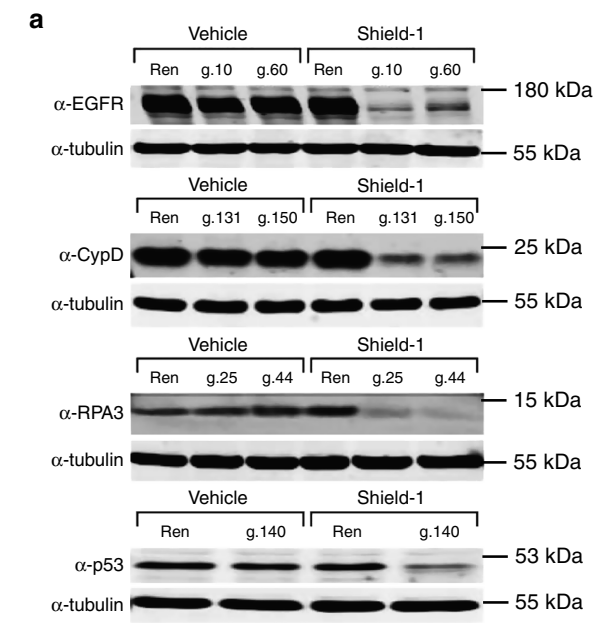 a
Vehicle Shield-1
Ren g.10 g.60 Ren g.10 g.60
180 kDa
α-EGFR
α-tubulin
55 kDa
Vehicle Shield-1
Ren g.131 g.150 Ren g.131 g.150
25 kDa
α-CypD
α-tubulin 55 kDa
Vehicle Shield-1
Ren g.25 g.44 Ren g.25 g.44
15 kDa
α-RPA3
α-tubulin 55 kDa
Vehicle Shield-1
Ren g.140 Ren g.140
53 kDa
α-p53
α-tubulin 55 kDa